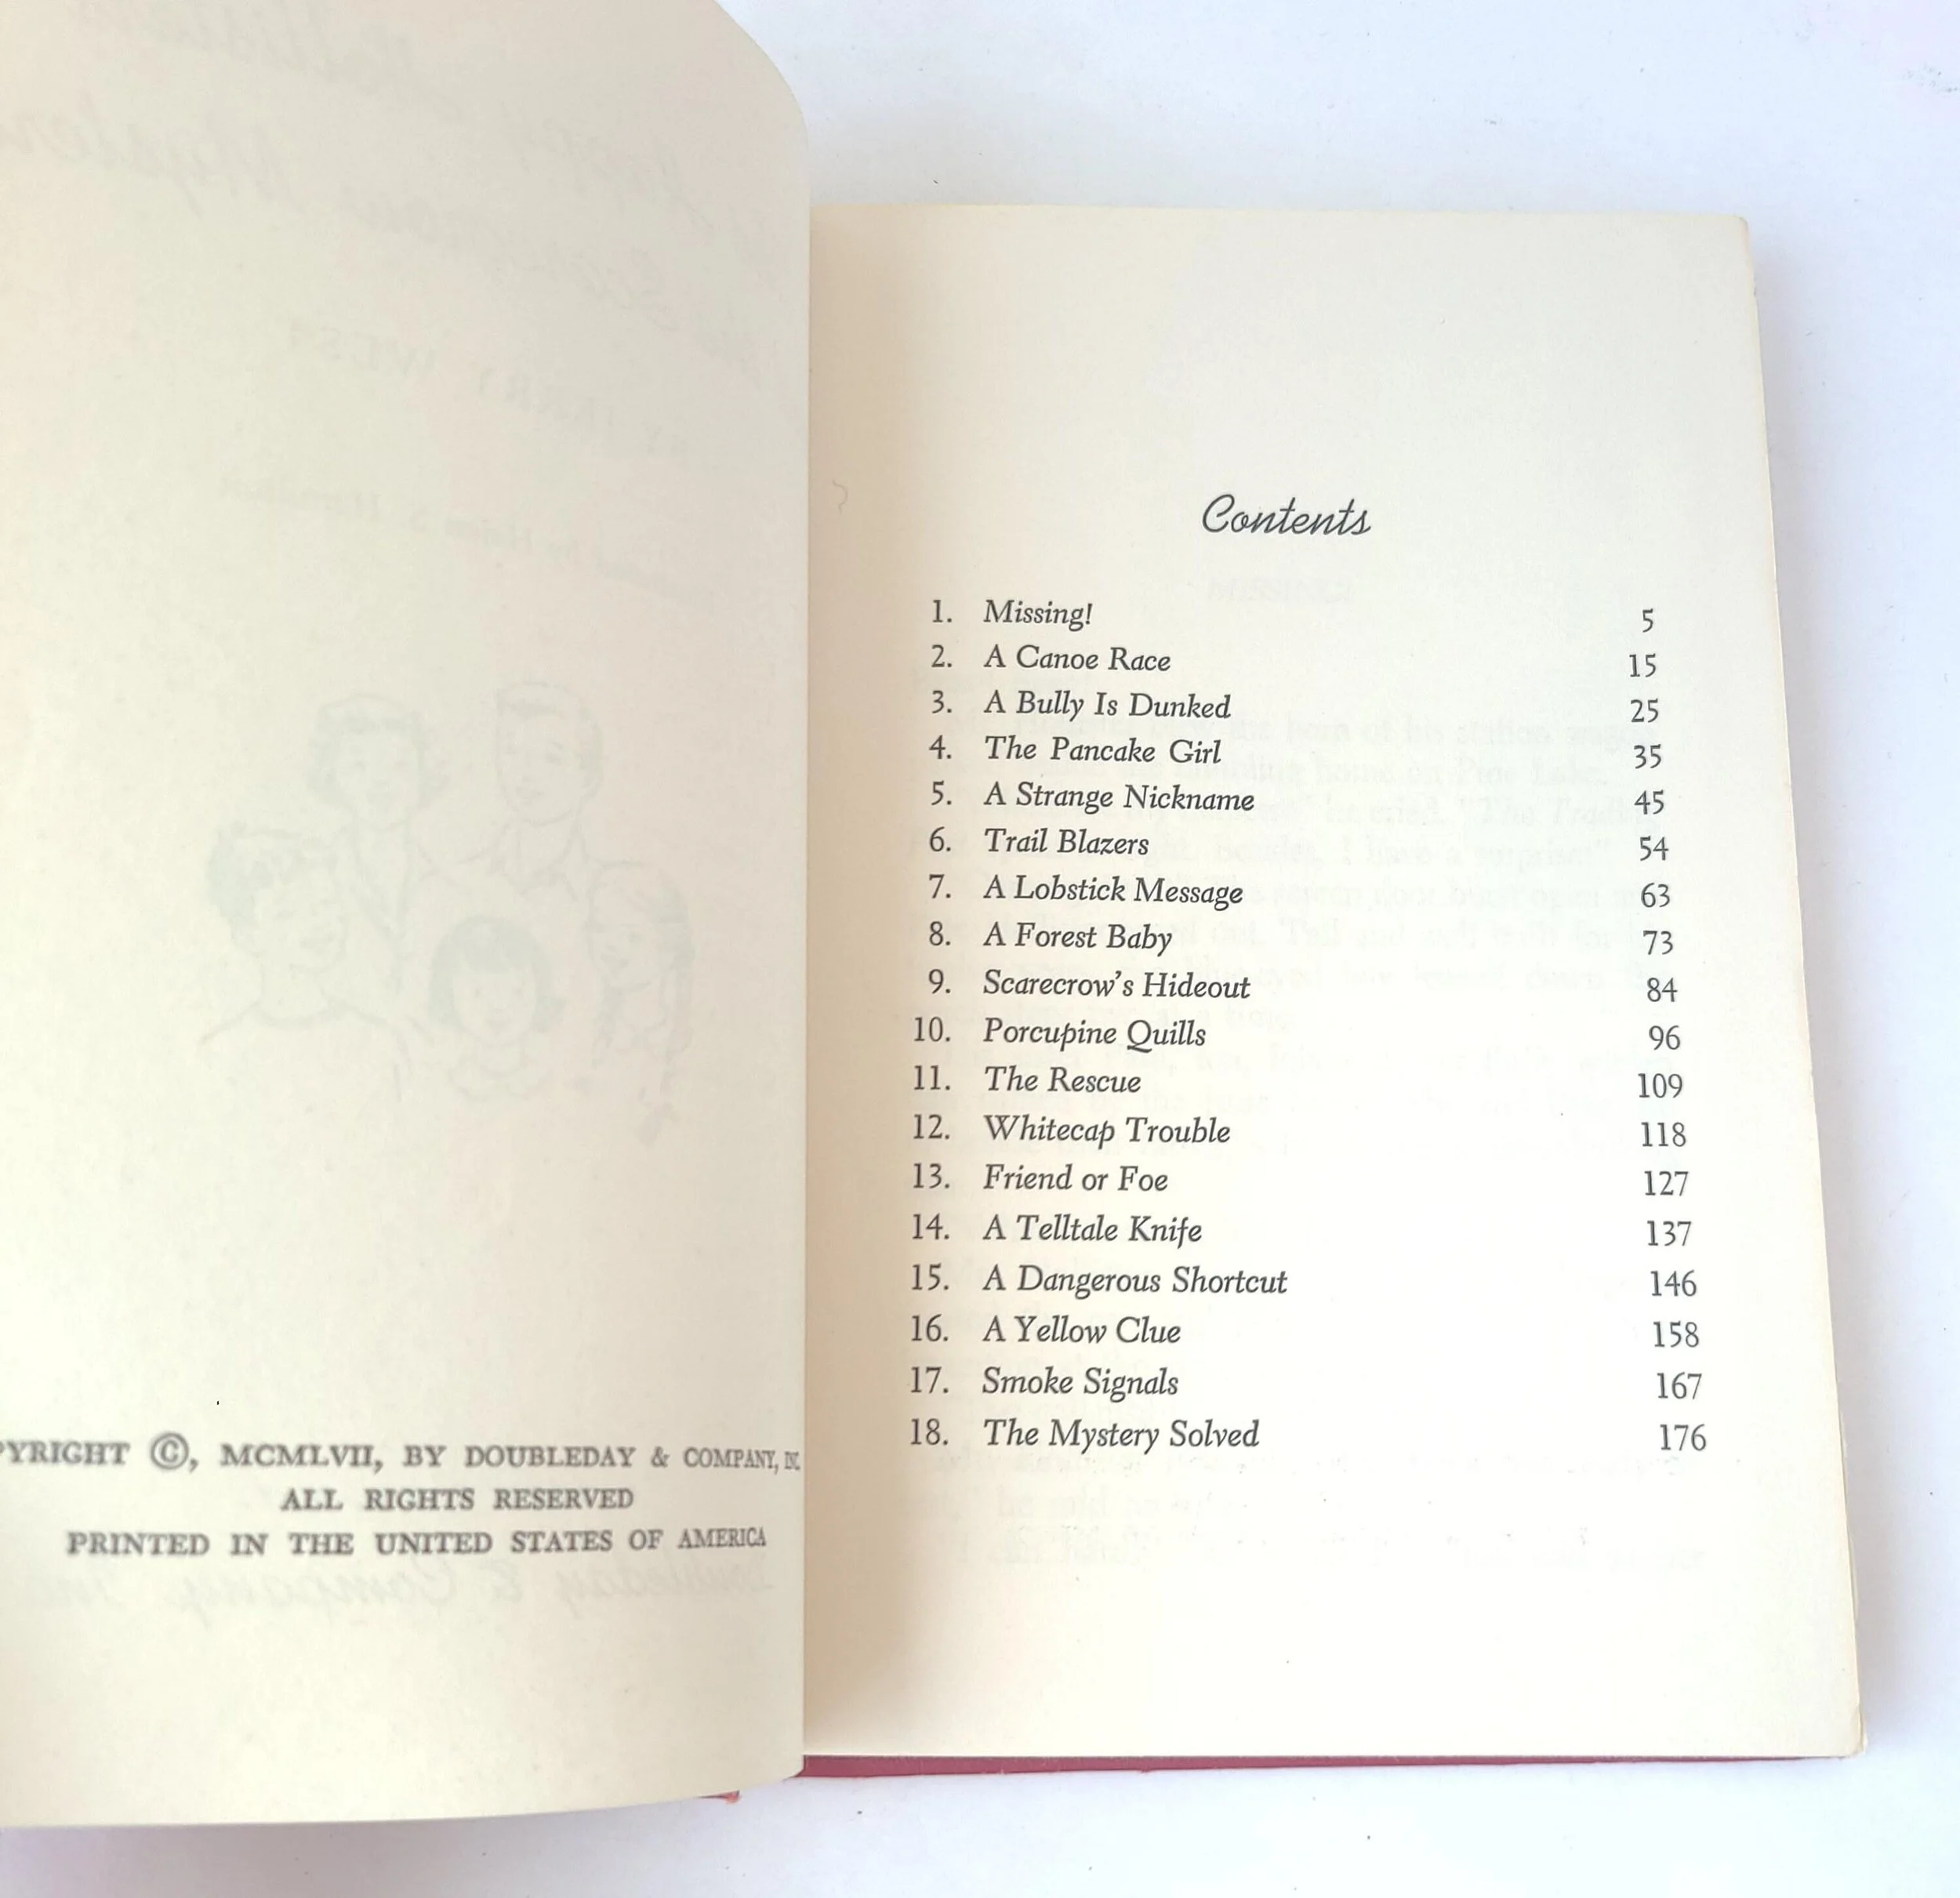 PYRIGHT ©, MCMLVII, BY DOUBLEDAY & COMPANY, INC.
ALL RIGHTS RESERVED
PRINTED IN THE UNITED STATES OF AMERICA
Contents
1. Missing! 5
2. A Canoe Race 15
3. A Bully Is Dunked 25
4. The Pancake Girl 35
5. A Strange Nickname 45
6. Trail Blazers 54
7. A Lobstick Message 63
8. A Forest Baby 73
9. Scarecrow's Hideout 84
10. Porcupine Quills 96
11. The Rescue 109
12. Whitecap Trouble 118
13. Friend or Foe 127
14. A Telltale Knife 137
15. A Dangerous Shortcut 146
16. A Yellow Clue 158
17. Smoke Signals 167
18. The Mystery Solved 176